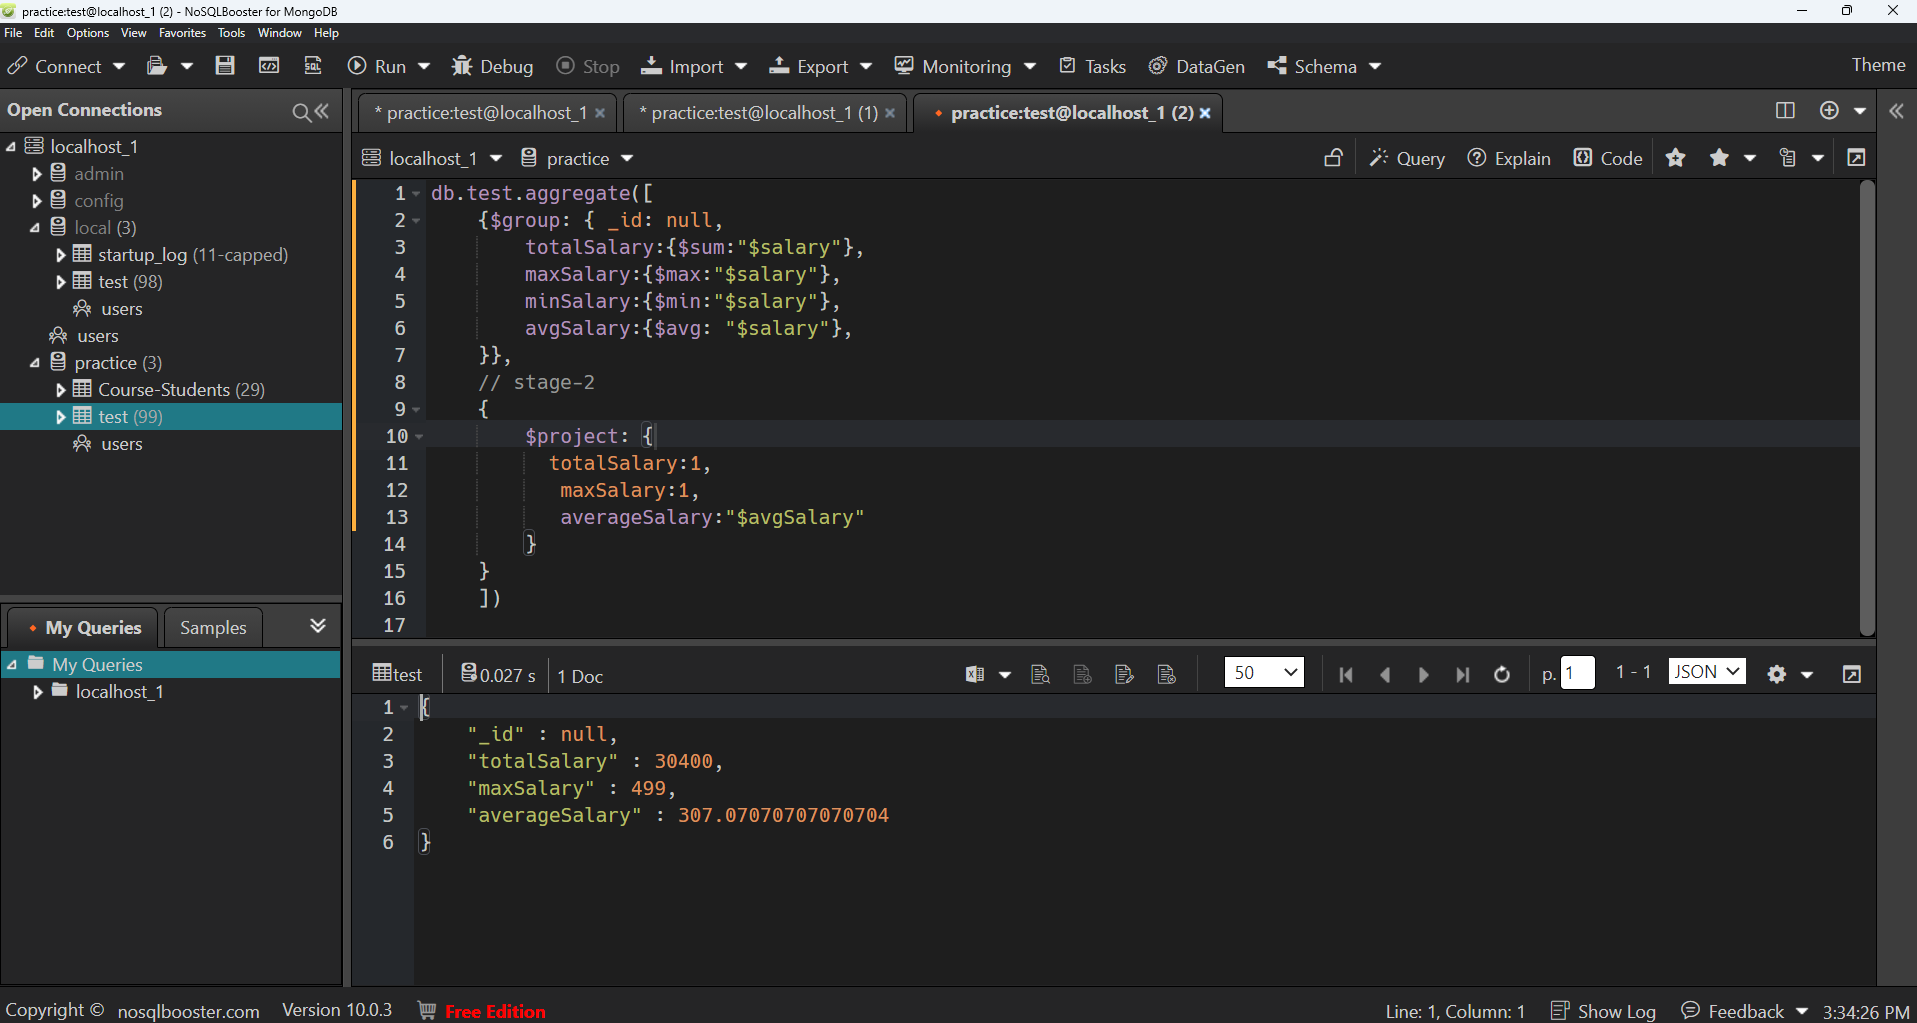 practice:test@localhost_1 (2) - NoSQLBooster for MongoDB
File Edit Options View Favorites Tools Window Help
Connect Run Debug Stop Import Export Monitoring Tasks DataGen Schema Theme
Open Connections
localhost_1
admin
config
local (3)
startup_log (11-capped)
test (98)
users
users
practice (3)
Course-Students (29)
test (99)
users
My Queries Samples
My Queries
localhost_1
* practice:test@localhost_1 * practice:test@localhost_1 (1) practice:test@localhost_1 (2)
localhost_1 practice Query Explain Code
1 db.test.aggregate([
2 {$group: { _id: null,
3 totalSalary:{$sum:"$salary"},
4 maxSalary:{$max:"$salary"},
5 minSalary:{$min:"$salary"},
6 avgSalary:{$avg: "$salary"},
7 }},
8 // stage-2
9 {
10 $project: {
11 totalSalary:1,
12 maxSalary:1,
13 averageSalary:"$avgSalary"
14 }
15 }
16 ])
17
test 0.027 s 1 Doc 50 p. 1 1 - 1 JSON
1 {
2 "_id" : null,
3 "totalSalary" : 30400,
4 "maxSalary" : 499,
5 "averageSalary" : 307.07070707070704
6 }
Copyright © nosqlbooster.com Version 10.0.3 Free Edition Line: 1, Column: 1 Show Log Feedback 3:34:26 PM